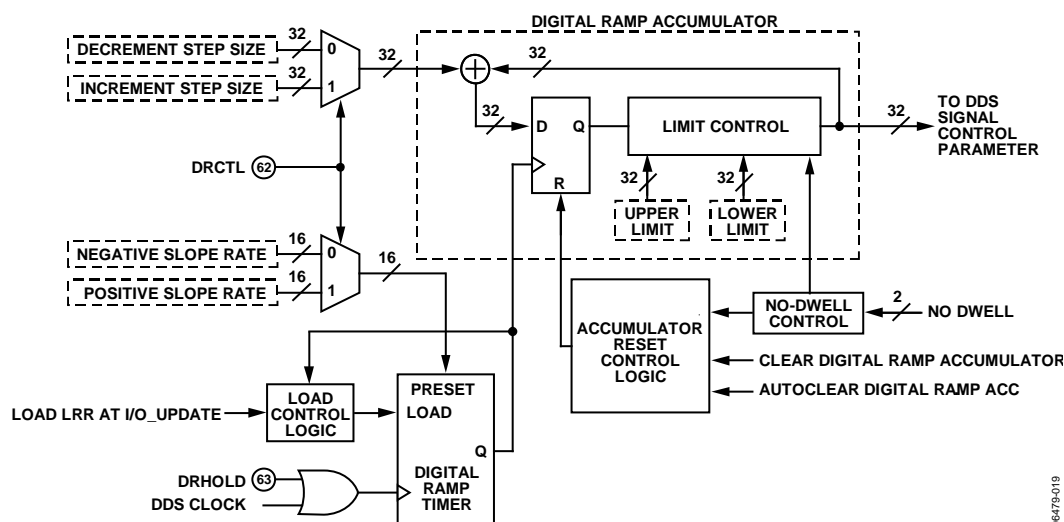 DIGITAL RAMP ACCUMULATOR
DECREMENT STEP SIZE
32
0
INCREMENT STEP SIZE
32
1
32
32
32
D
Q
R
LIMIT CONTROL
32
TO DDS
SIGNAL
CONTROL
PARAMETER
32
32
UPPER
LIMIT
LOWER
LIMIT
DRCTL
62
NEGATIVE SLOPE RATE
16
0
POSITIVE SLOPE RATE
16
1
16
ACCUMULATOR
RESET
CONTROL
LOGIC
NO-DWELL
CONTROL
2
NO DWELL
CLEAR DIGITAL RAMP ACCUMULATOR
AUTOCLEAR DIGITAL RAMP ACC
LOAD LRR AT I/O_UPDATE
LOAD
CONTROL
LOGIC
PRESET
LOAD
Q
DIGITAL
RAMP
TIMER
DRHOLD
63
DDS CLOCK
06479-019